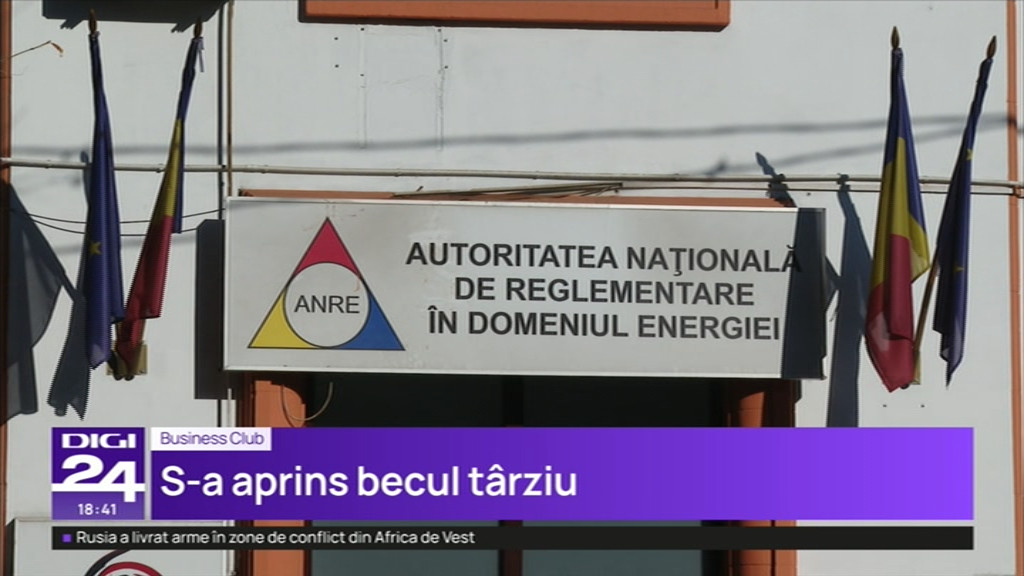 ANRE
AUTORITATEA NAŢIONALĂ
DE REGLEMENTARE
ÎN DOMENIUL ENERGIEI
DIGI
24
18:41
Business Club
S-a aprins becul târziu
Rusia a livrat arme în zone de conflict din Africa de Vest